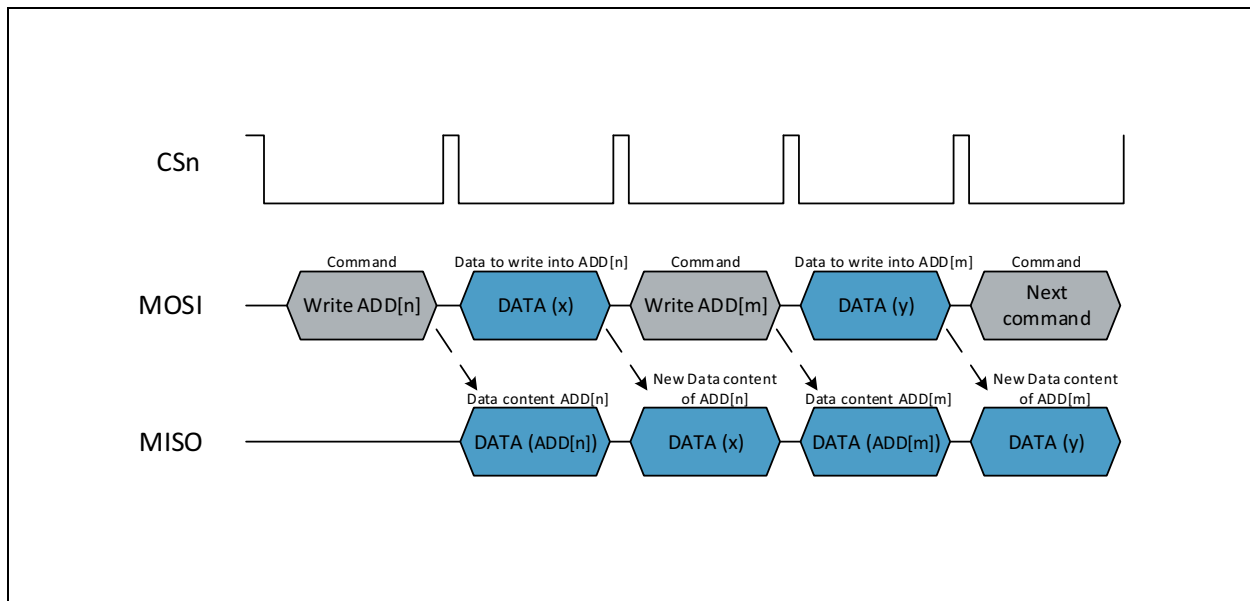 CSn
Command
Data to write into ADD[n]
Command
Data to write into ADD[m]
Command
MOSI
Write ADD[n]
DATA (x)
Write ADD[m]
DATA (y)
Next
command
Data content ADD[n]
New Data content
of ADD[n]
Data content ADD[m]
New Data content
of ADD[m]
MISO
DATA (ADD[n])
DATA (x)
DATA (ADD[m])
DATA (y)